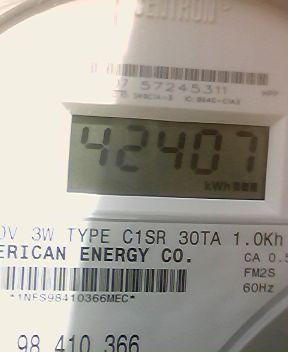 CENTRON®
57245311
42407
kWh
0V 3W TYPE C1SR 30TA 1.0Kh
ERICAN ENERGY CO.
CA 0.5
FM2S
60Hz
*1NFS98410366MEC*
98 410 366